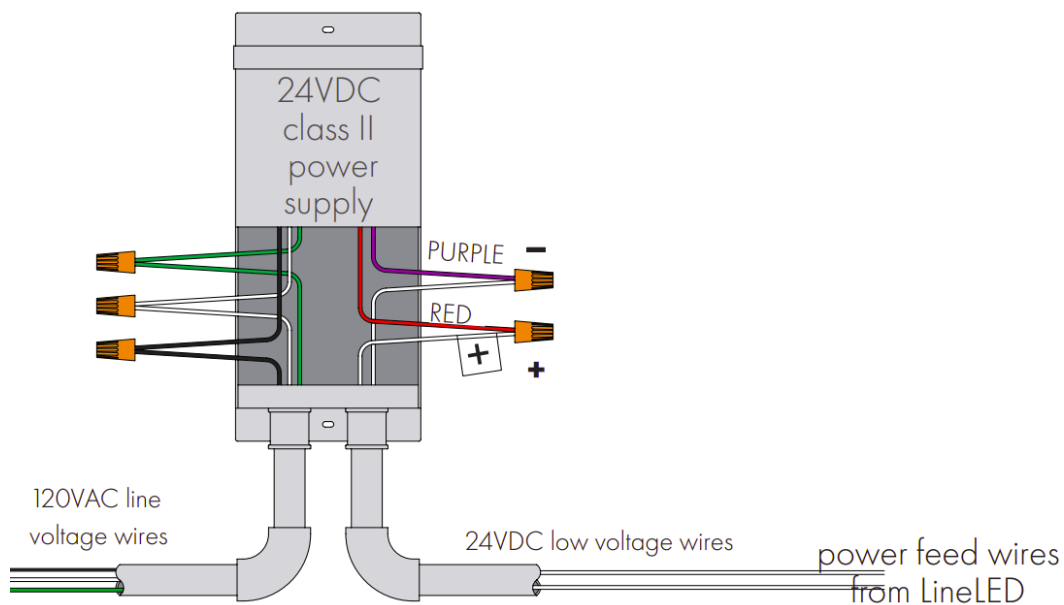 24VDC
class II
power
supply
PURPLE
-
RED
+
+
120VAC line
voltage wires
24VDC low voltage wires
power feed wires
from LineLED